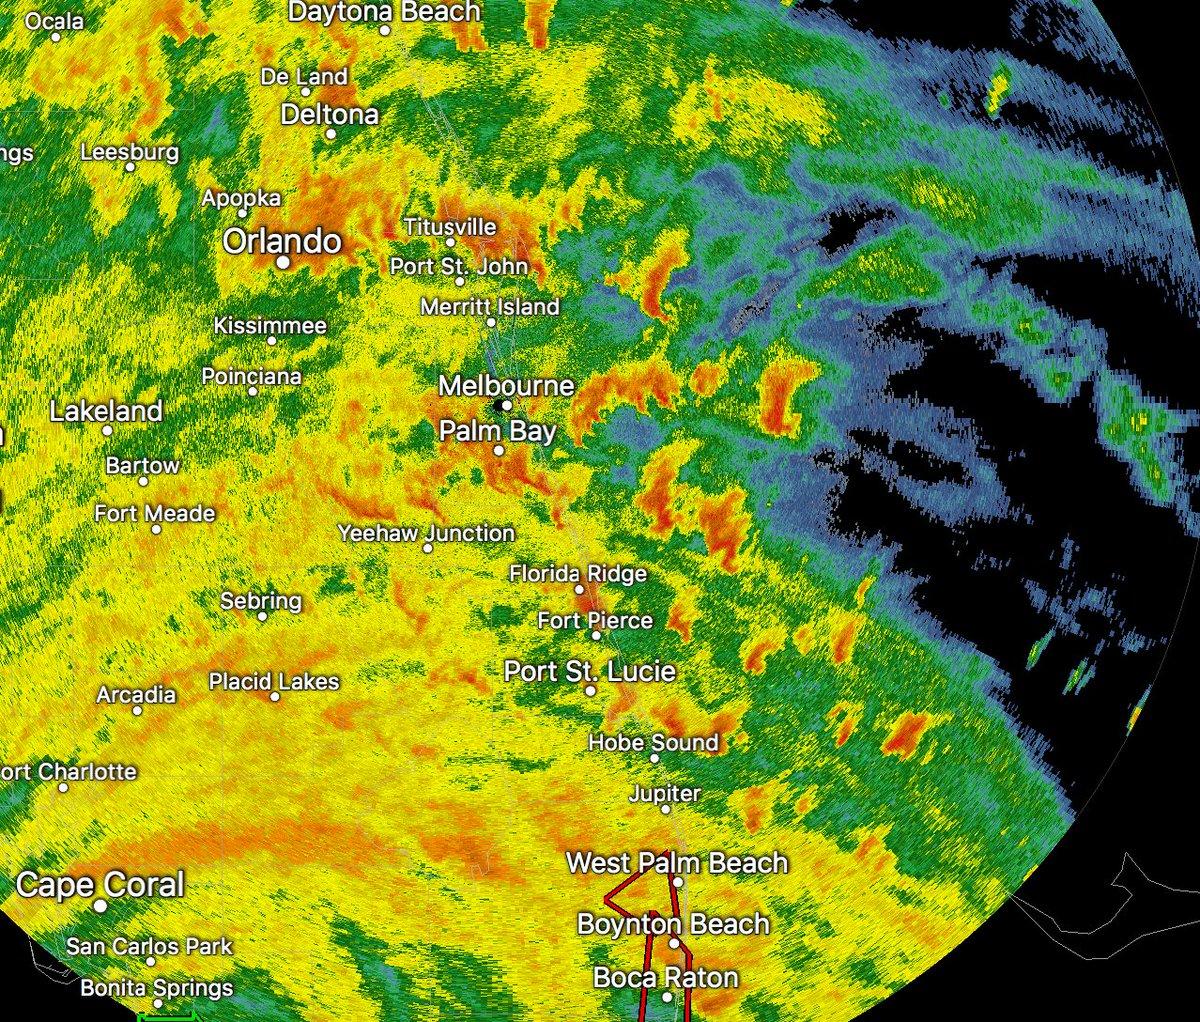 Ocala
Daytona Beach
De Land
Deltona
ngs
Leesburg
Apopka
Orlando
Titusville
Port St. John
Merritt Island
Kissimmee
Poinciana
Melbourne
Lakeland
Palm Bay
Bartow
Fort Meade
Yeehaw Junction
Florida Ridge
Sebring
Fort Pierce
Port St. Lucie
Placid Lakes
Arcadia
Hobe Sound
ort Charlotte
Jupiter
West Palm Beach
Cape Coral
Boynton Beach
San Carlos Park
Boca Raton
Bonita Springs